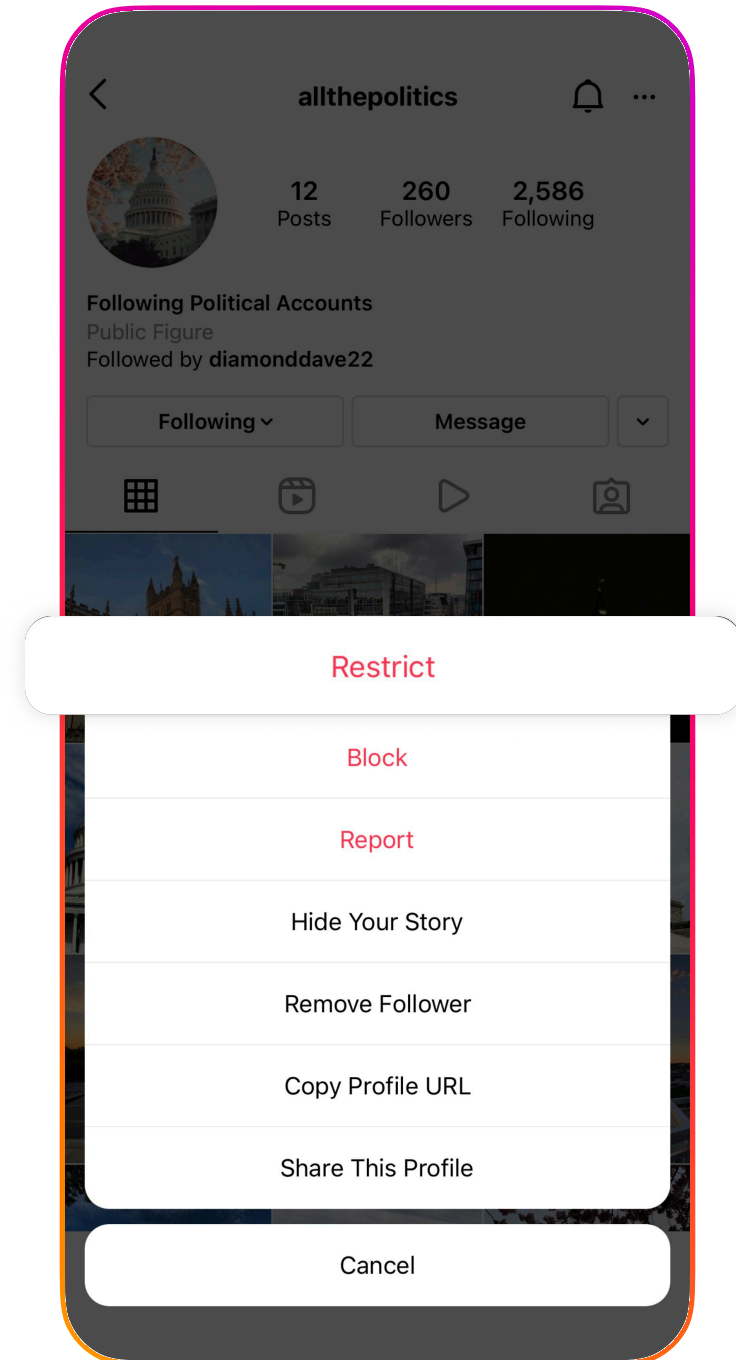 allthepolitics
12 260 2,586
Posts Followers Following
Following Political Accounts
Public Figure
Followed by diamonddave22
Following Message
Restrict
Block
Report
Hide Your Story
Remove Follower
Copy Profile URL
Share This Profile
Cancel